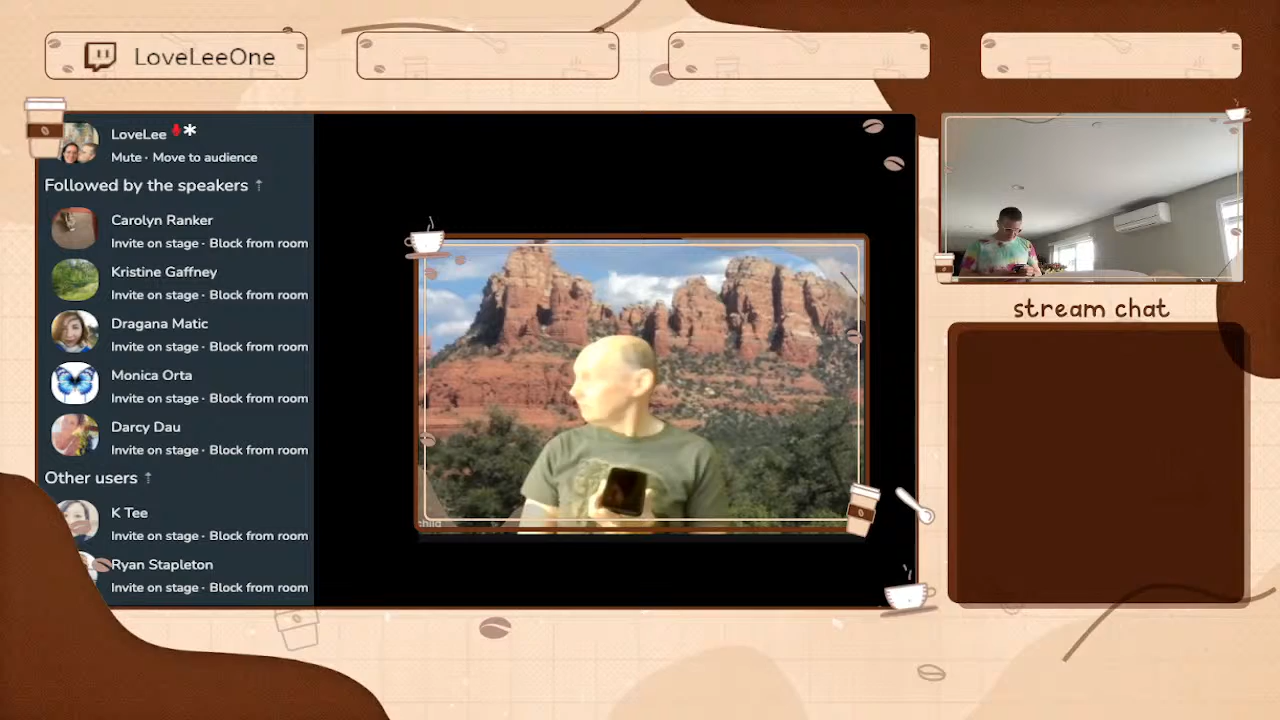 LoveLeeOne
LoveLee
Mute · Move to audience
Followed by the speakers ↑
Carolyn Ranker
Invite on stage · Block from room
Kristine Gaffney
Invite on stage · Block from room
Dragana Matic
Invite on stage · Block from room
Monica Orta
Invite on stage · Block from room
Darcy Dau
Invite on stage · Block from room
Other users ↑
K Tee
Invite on stage · Block from room
Ryan Stapleton
Invite on stage · Block from room
child
stream chat